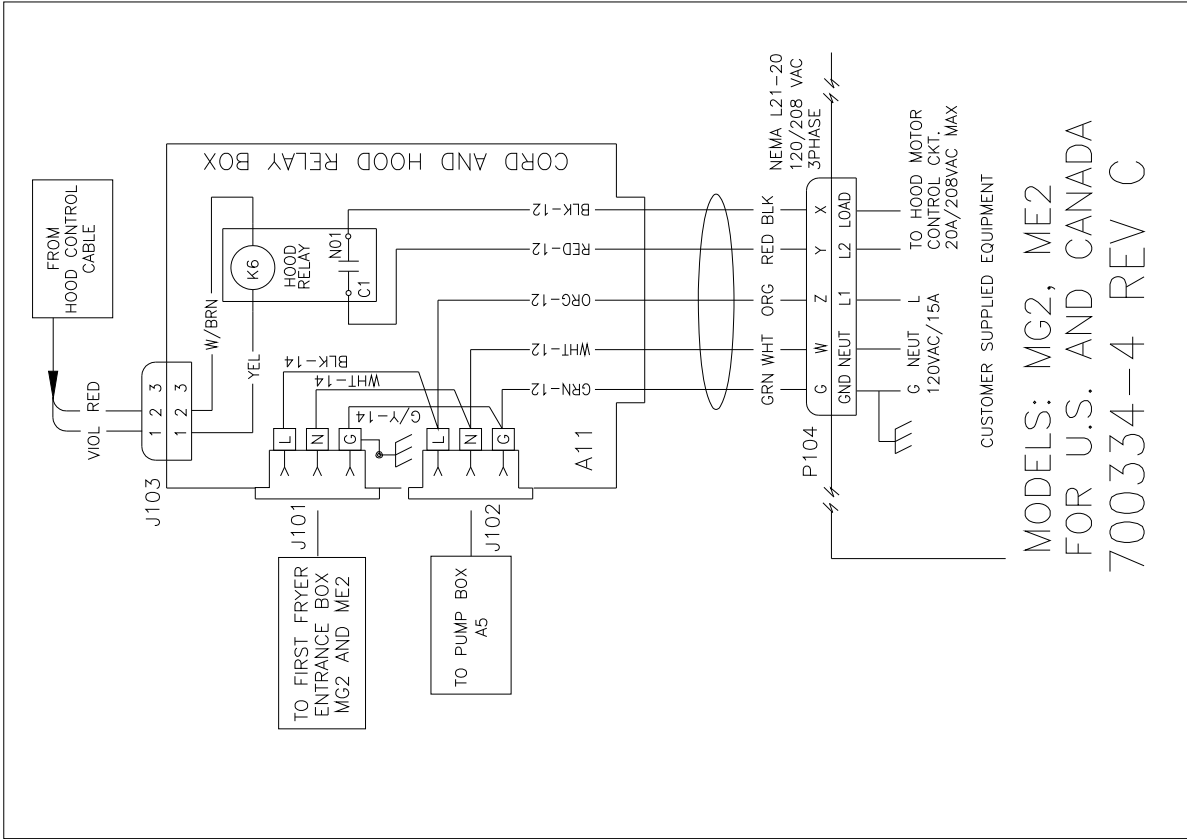 FROM
HOOD CONTROL
CABLE
VIOL
RED
J103
1 2 3
1 2 3
W/BRN
YEL
CORD AND HOOD RELAY BOX
K6
HOOD
RELAY
NO1
C1
BLK-14
WHT-14
G/Y-14
L
N
G
L
N
G
A11
J101
TO FIRST FRYER
ENTRANCE BOX
MG2 AND ME2
J102
TO PUMP BOX
A5
BLK-12
RED-12
ORG-12
WHT-12
GRN-12
GRN WHT ORG RED BLK
NEMA L21-20
120/208 VAC
3PHASE
P104
G W Z Y X
GND NEUT L1 L2 LOAD
G NEUT L
120VAC/15A
TO HOOD MOTOR
CONTROL CKT.
20A/208VAC MAX
CUSTOMER SUPPLIED EQUIPMENT
MODELS: MG2, ME2
FOR U.S. AND CANADA
700334-4 REV C